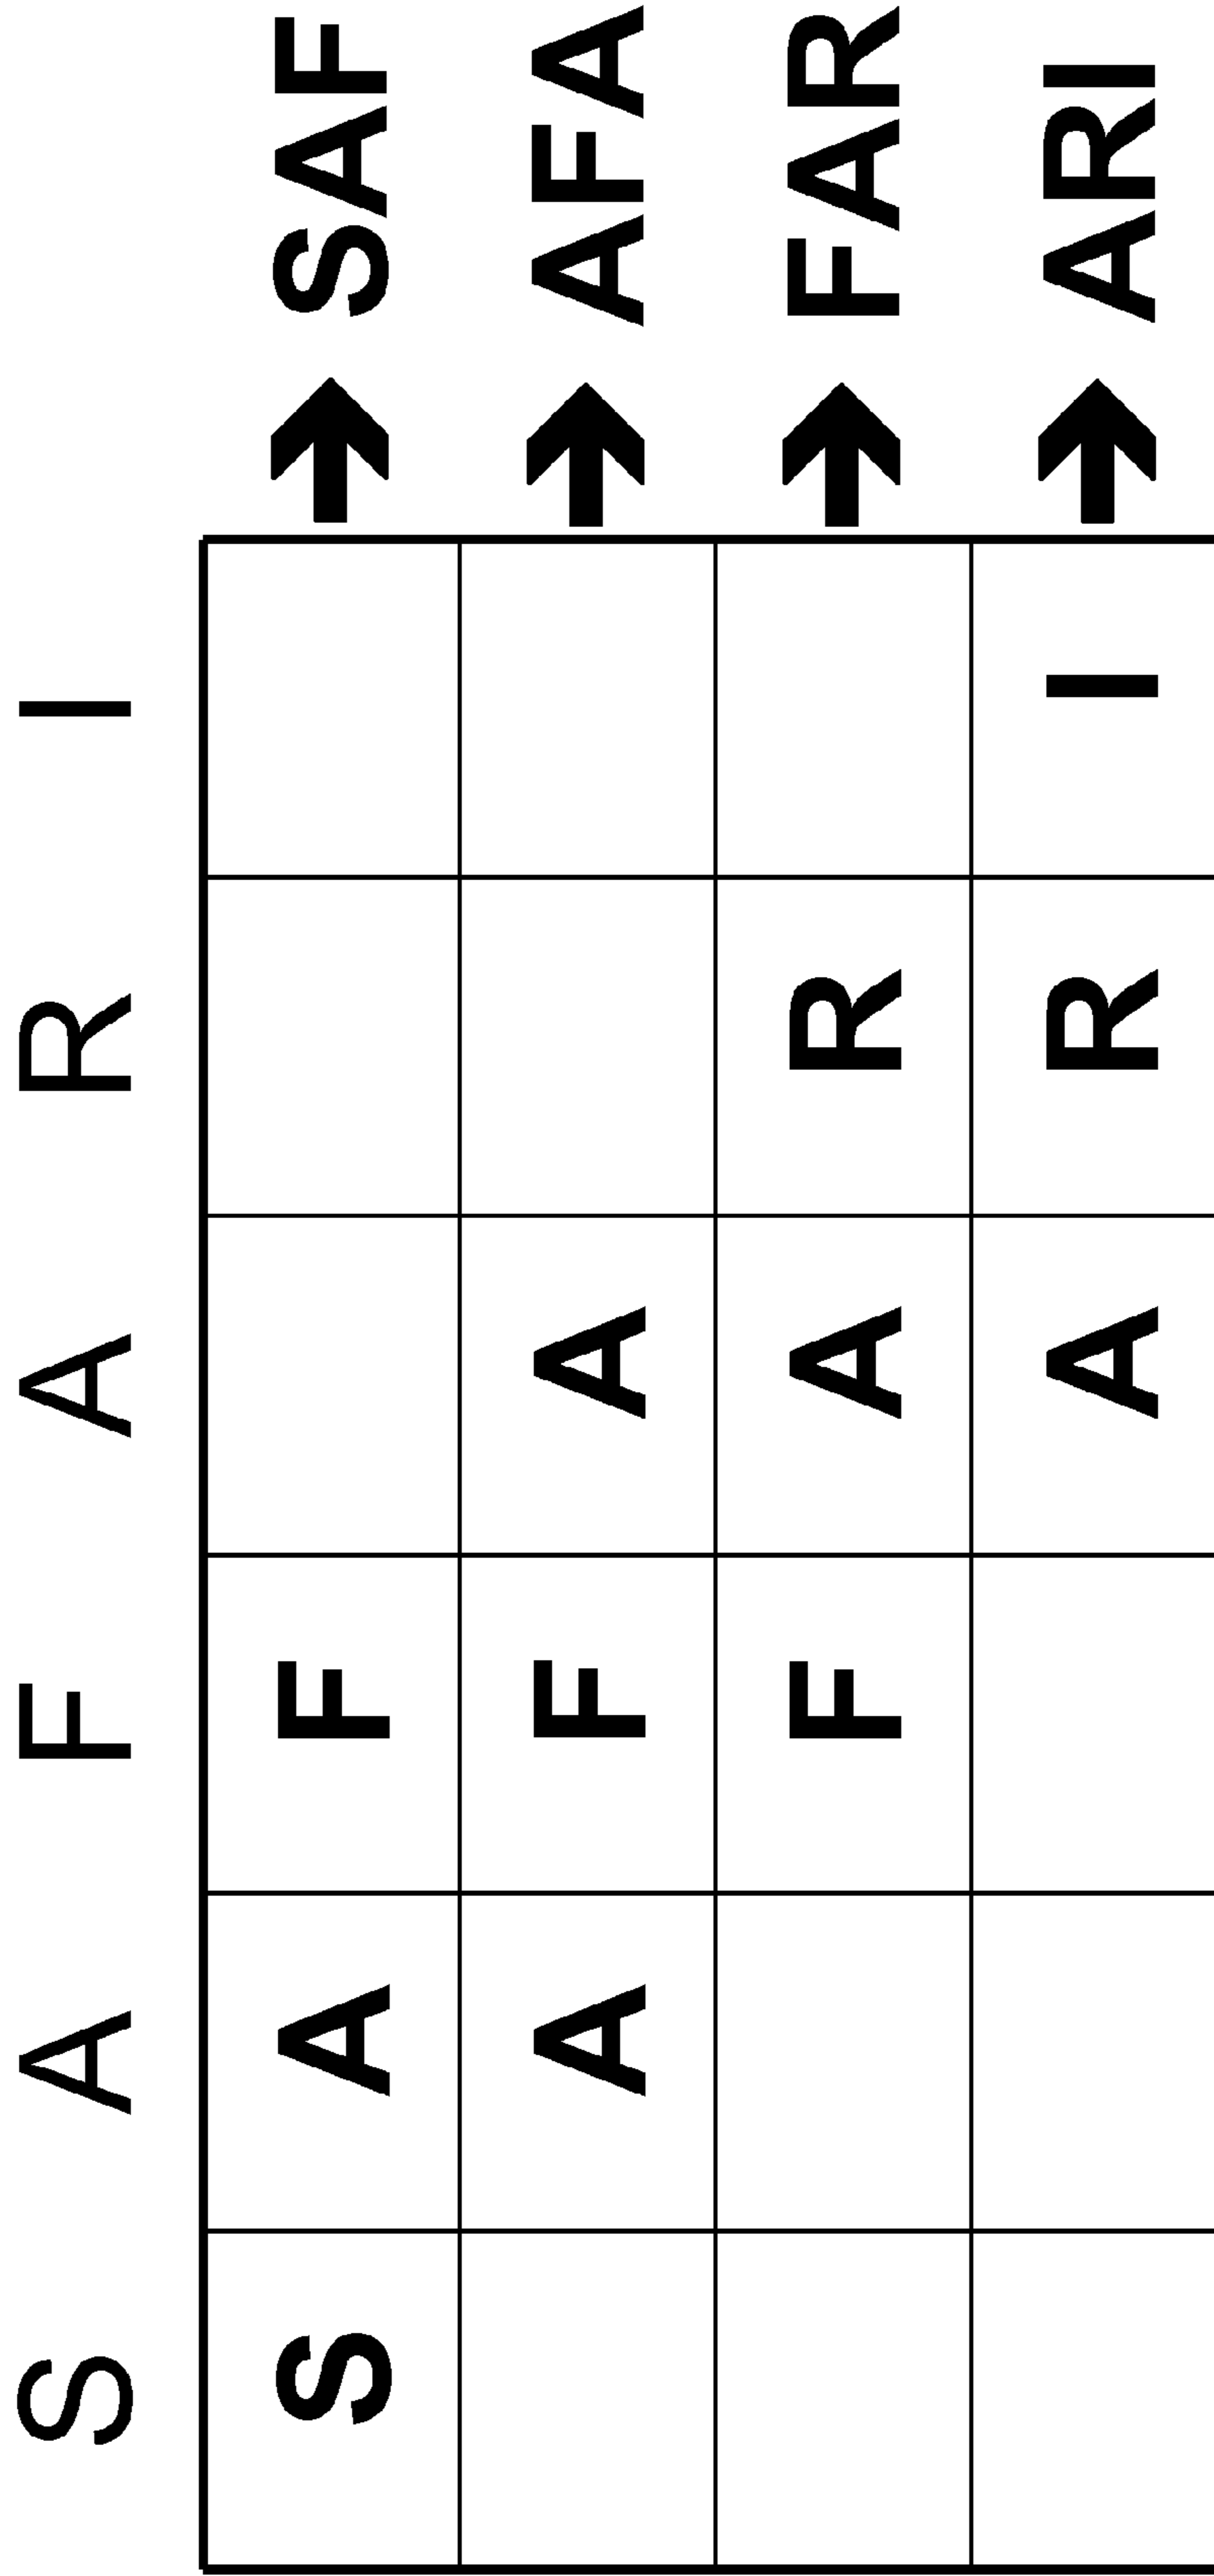 S A F A R I
S A F → SAF
A F A → AFA
F A R → FAR
A R I → ARI